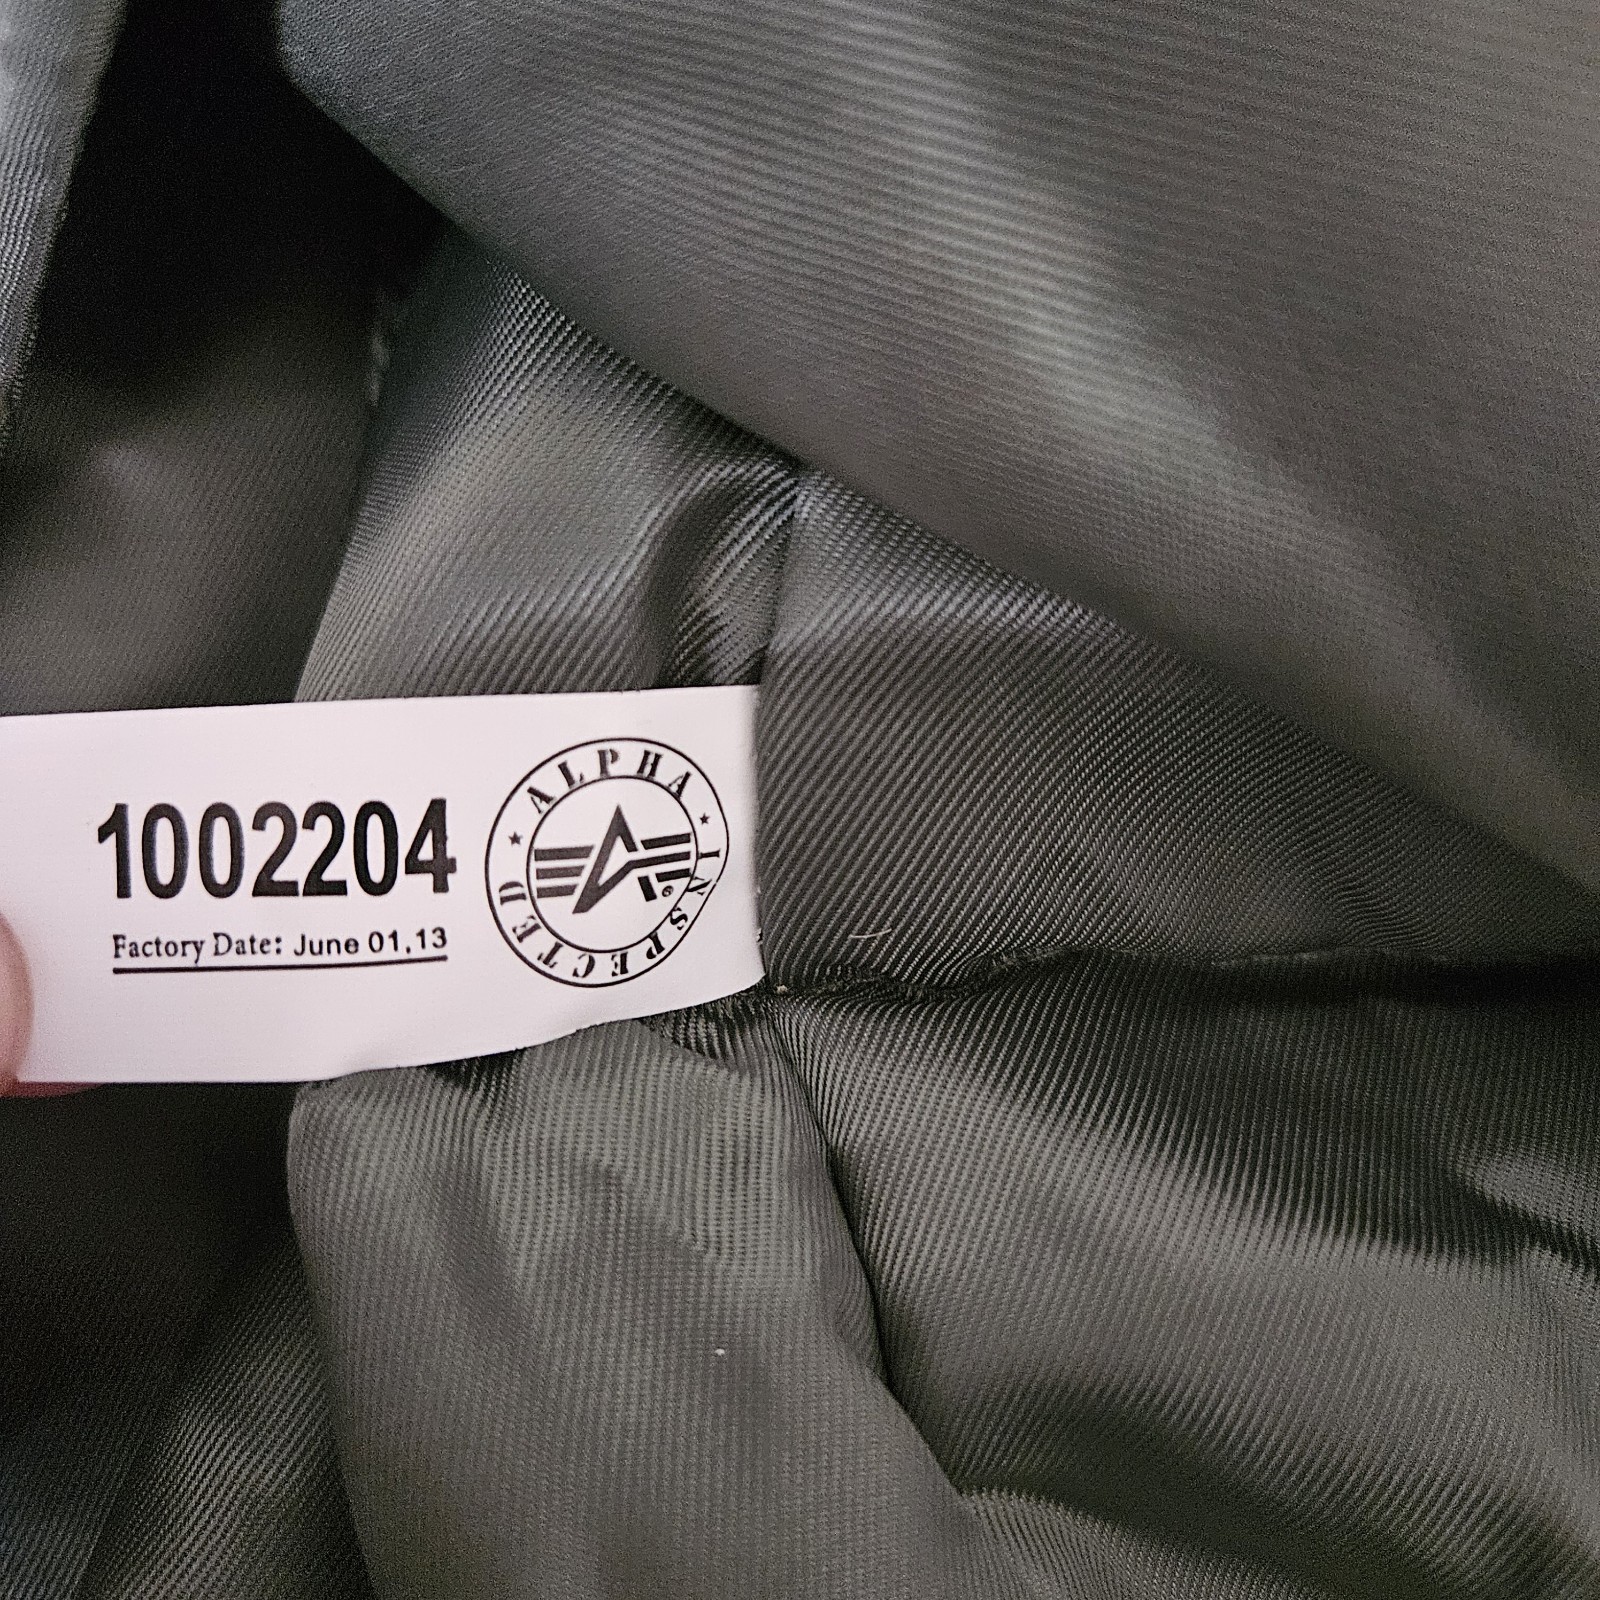 1002204
Factory Date: June 01.13
ALPHA ★ INSPECTED ★